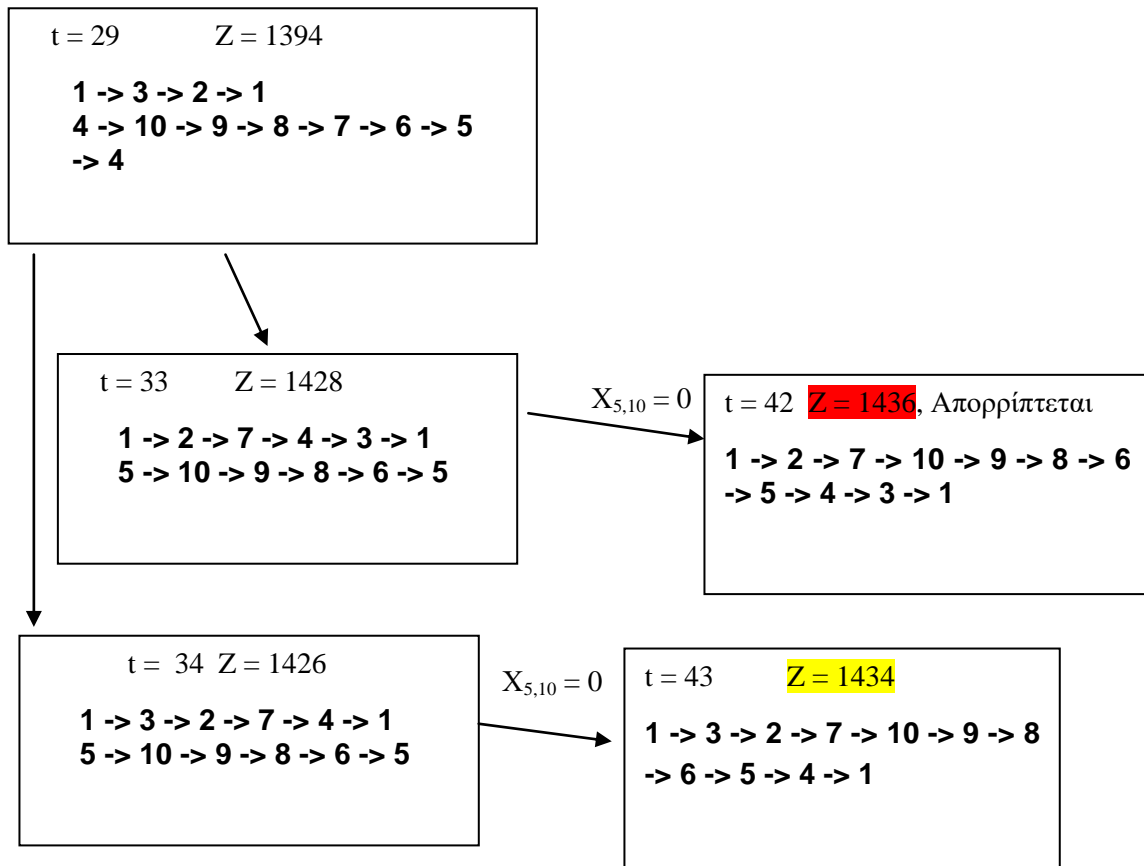 t = 29 Z = 1394
1 -> 3 -> 2 -> 1
4 -> 10 -> 9 -> 8 -> 7 -> 6 -> 5
-> 4
t = 33 Z = 1428
1 -> 2 -> 7 -> 4 -> 3 -> 1
5 -> 10 -> 9 -> 8 -> 6 -> 5
X5,10 = 0
t = 42 Z = 1436, Απορρίπτεται
1 -> 2 -> 7 -> 10 -> 9 -> 8 -> 6
-> 5 -> 4 -> 3 -> 1
t = 34 Z = 1426
1 -> 3 -> 2 -> 7 -> 4 -> 1
5 -> 10 -> 9 -> 8 -> 6 -> 5
X5,10 = 0
t = 43 Z = 1434
1 -> 3 -> 2 -> 7 -> 10 -> 9 -> 8
-> 6 -> 5 -> 4 -> 1